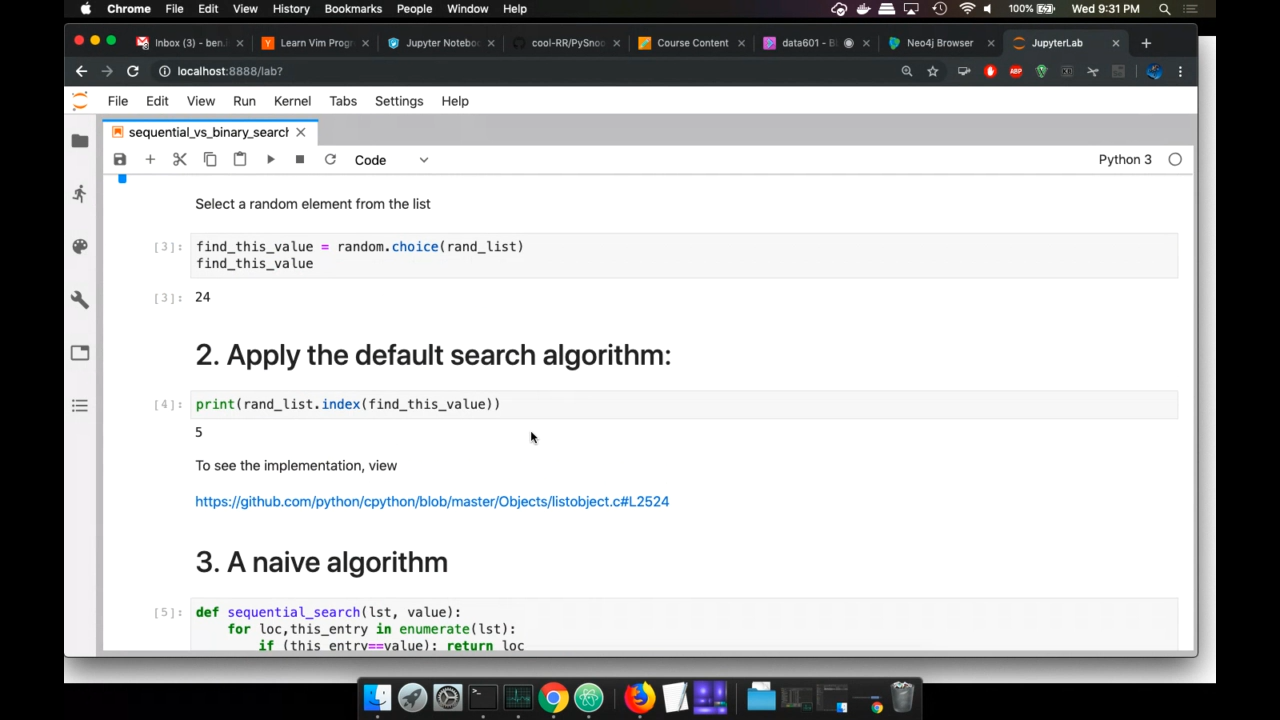 Chrome File Edit View History Bookmarks People Window Help 100% Wed 9:31 PM
Inbox (3) - ben.i Learn Vim Prog Jupyter Notebo cool-RR/PySnoo Course Content data601 - B Neo4j Browser JupyterLab
localhost:8888/lab?
File Edit View Run Kernel Tabs Settings Help
sequential_vs_binary_search
Code Python 3
Select a random element from the list
[3]: find_this_value = random.choice(rand_list)
find_this_value
[3]: 24
2. Apply the default search algorithm:
[4]: print(rand_list.index(find_this_value))
5
To see the implementation, view
https://github.com/python/cpython/blob/master/Objects/listobject.c#L2524
3. A naive algorithm
[5]: def sequential_search(lst, value):
for loc,this_entry in enumerate(lst):
if (this_entry==value): return loc